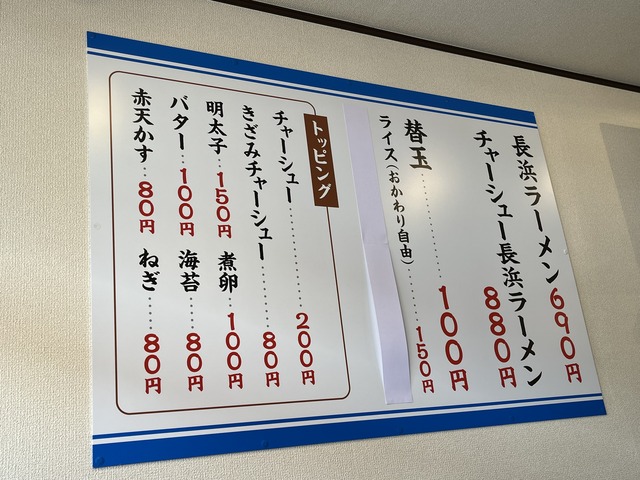 長浜ラーメン 690円
チャーシュー長浜ラーメン 880円
替玉 100円
ライス(おかわり自由) 150円
トッピング
チャーシュー 200円
きざみチャーシュー 80円
明太子 150円
煮卵 100円
バター 100円
海苔 80円
赤天かす 80円
ねぎ 80円